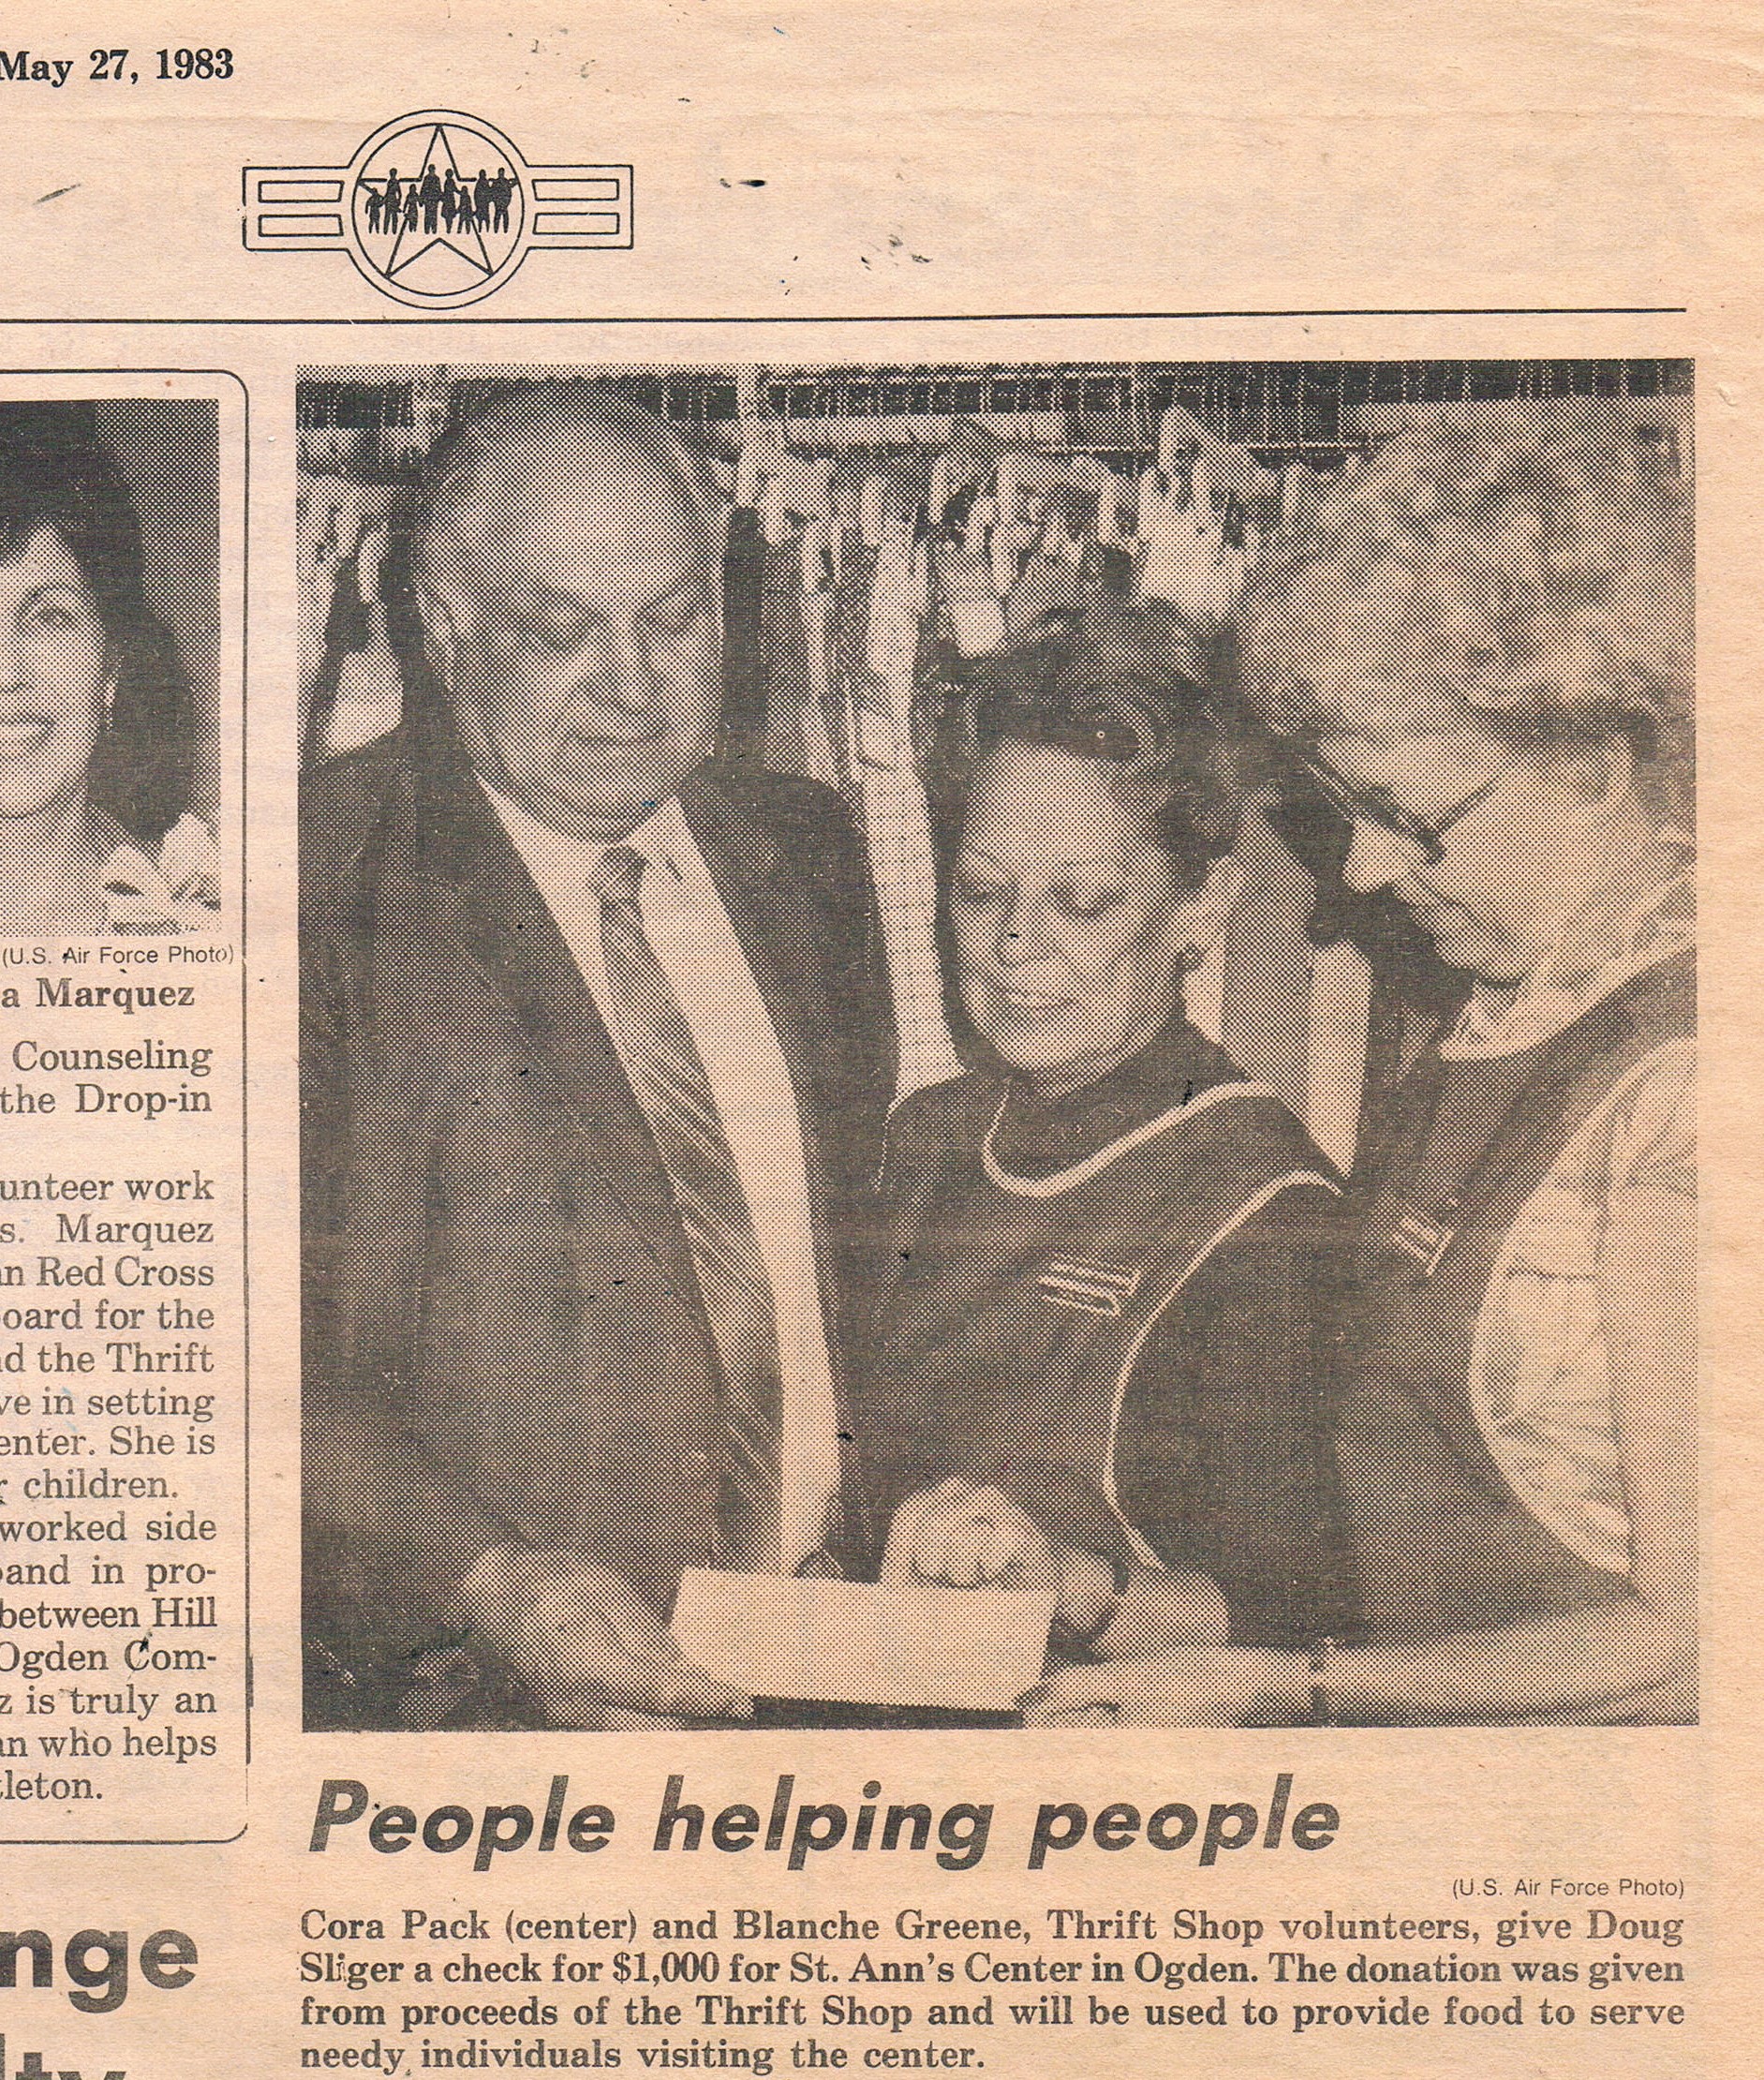 May 27, 1983
(U.S. Air Force Photo)
a Marquez
Counseling
the Drop-in
unteer work
s. Marquez
n Red Cross
oard for the
d the Thrift
ve in setting
enter. She is
r children.
worked side
and in pro-
between Hill
Ogden Com-
z is truly an
an who helps
tleton.
nge
lty
People helping people
(U.S. Air Force Photo)
Cora Pack (center) and Blanche Greene, Thrift Shop volunteers, give Doug
Sliger a check for $1,000 for St. Ann's Center in Ogden. The donation was given
from proceeds of the Thrift Shop and will be used to provide food to serve
needy individuals visiting the center.